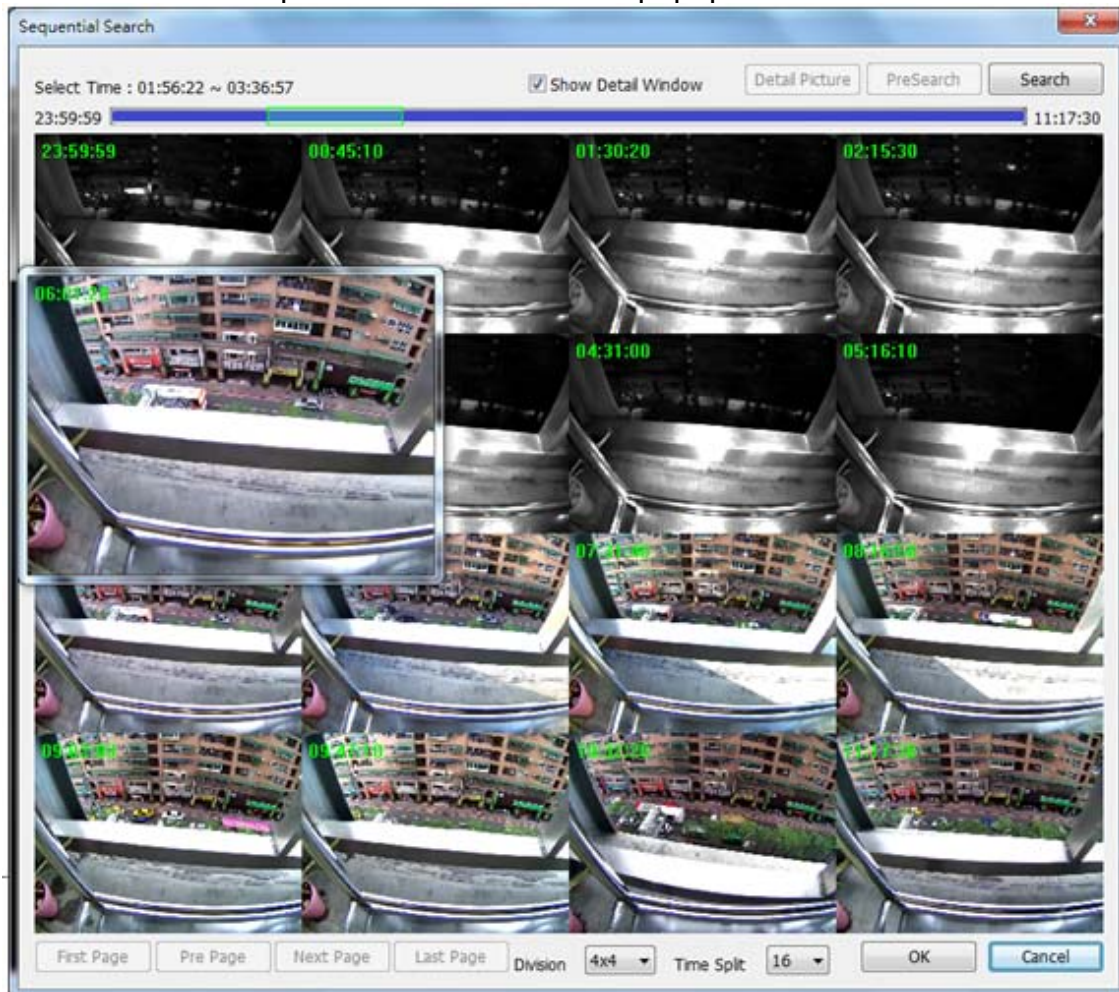 Sequential Search
Select Time : 01:56:22 ~ 03:36:57
Show Detail Window
Detail Picture
PreSearch
Search
23:59:59
11:17:30
23:59:59
00:45:10
01:30:20
02:15:30
04:31:00
05:16:10
First Page
Pre Page
Next Page
Last Page
Division
4x4
Time Split
16
OK
Cancel